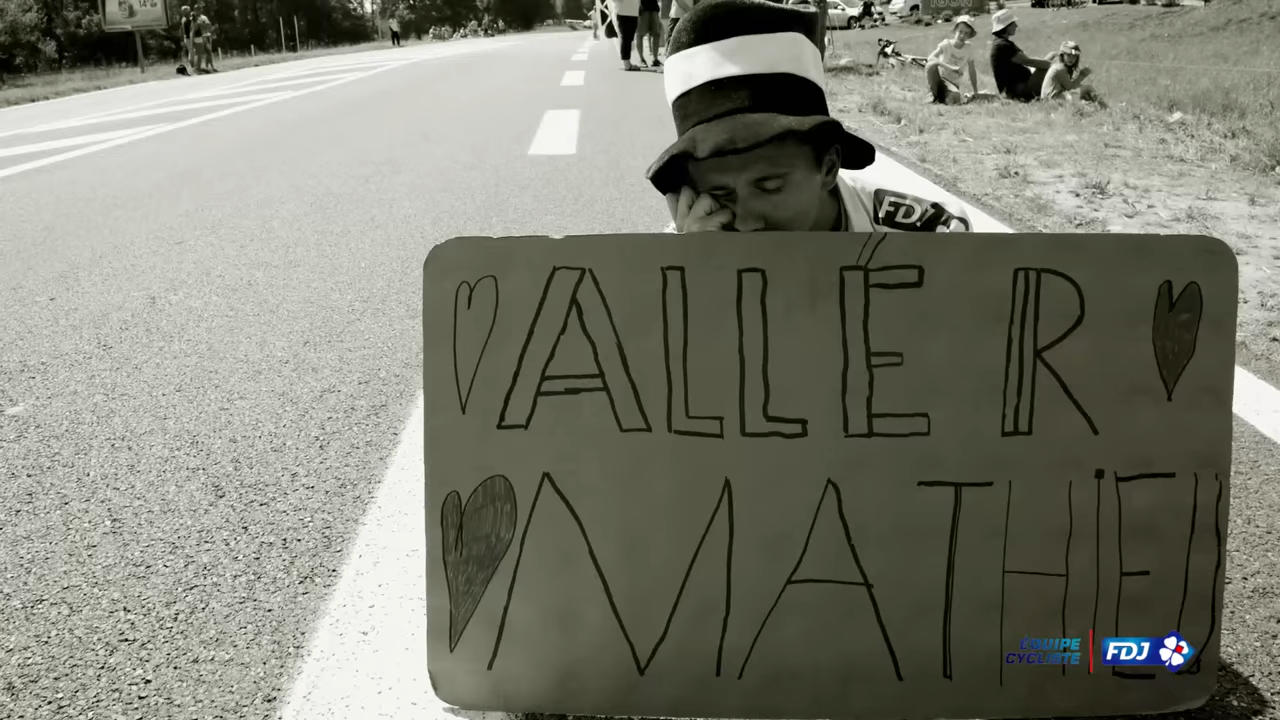 FDJ
ALLÉR
MATHIEU
ÉQUIPE
CYCLISTE
FDJ